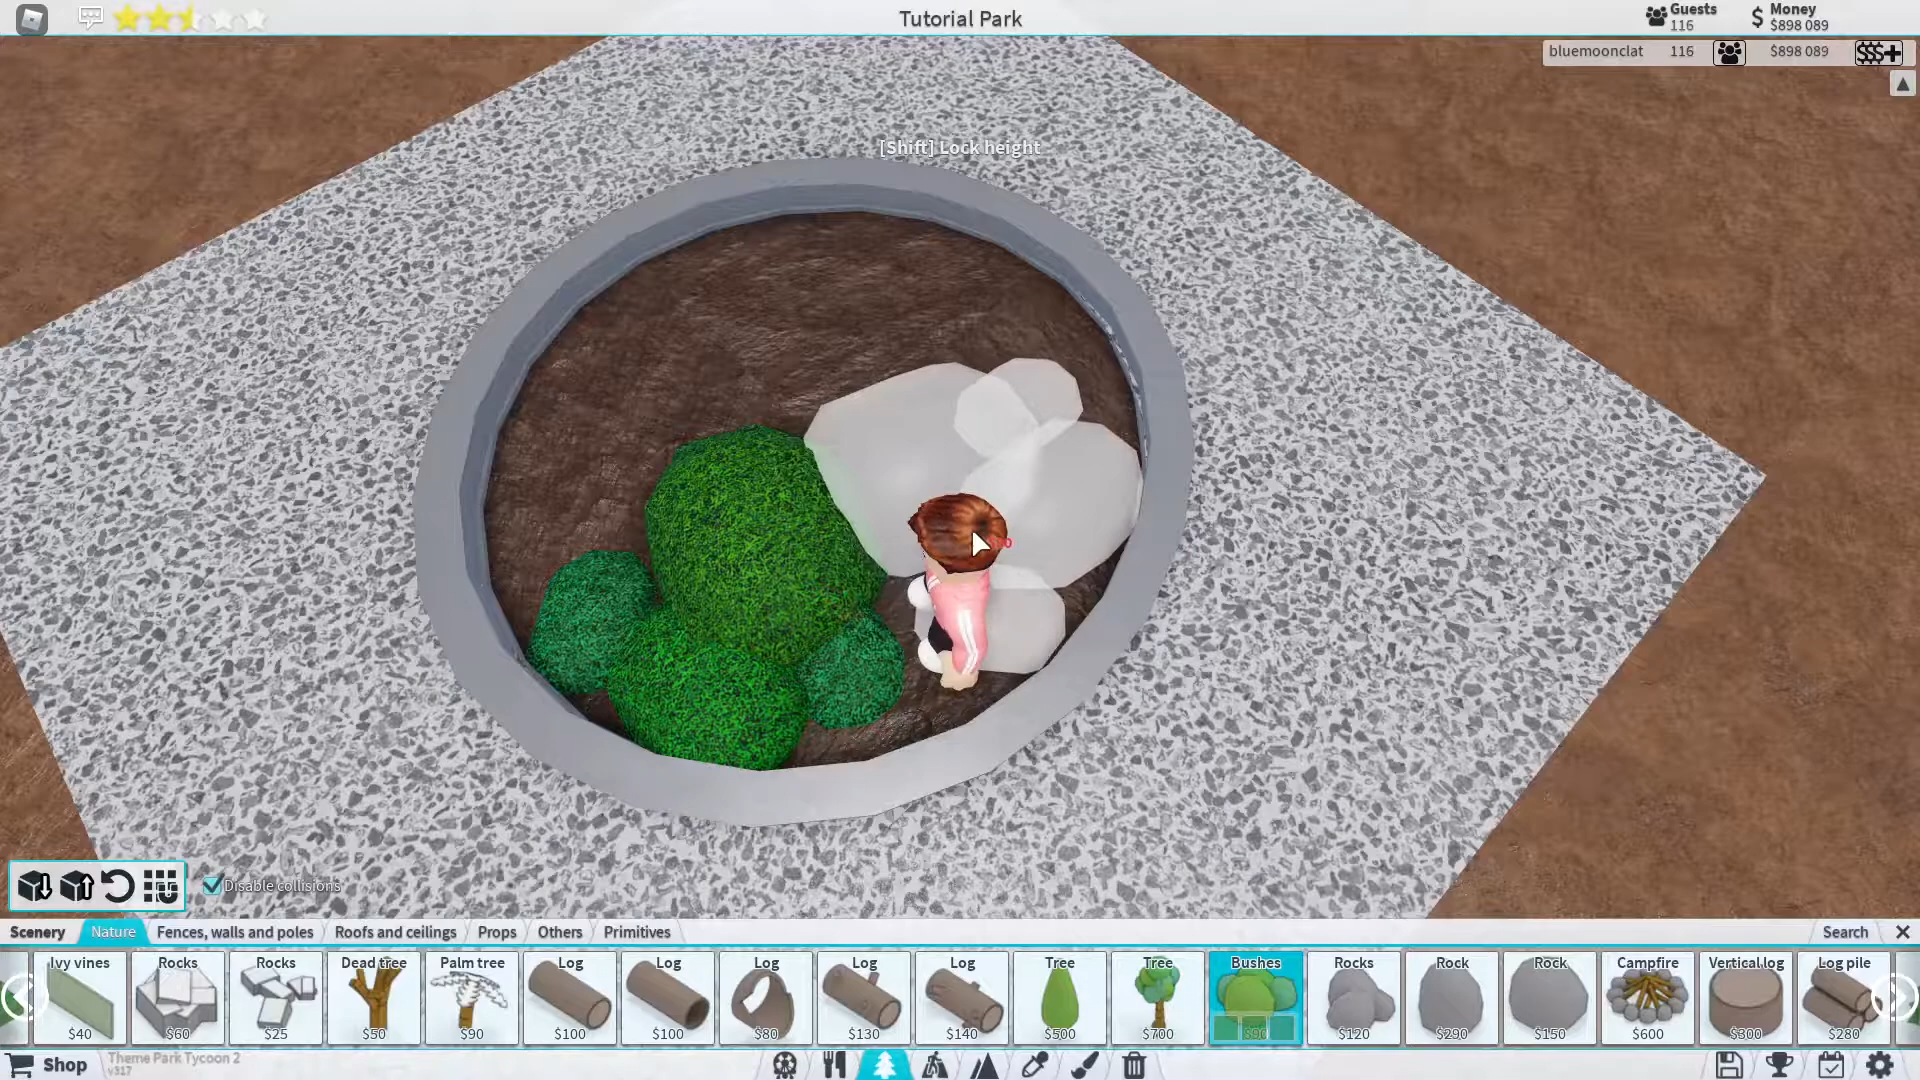 Tutorial Park
Guests
116
$ Money
$898 089
bluemoonclat 116 $898 089 $$$+
[Shift] Lock height
Disable collisions
Scenery Nature Fences, walls and poles Roofs and ceilings Props Others Primitives Search
Ivy vines Rocks Rocks Dead tree Palm tree Log Log Log Log Log Tree Tree Bushes Rocks Rock Rock Campfire Vertical log Log pile
$40 $60 $25 $50 $90 $100 $100 $80 $130 $140 $500 $700 $90 $120 $290 $150 $600 $300 $280
Shop
Theme Park Tycoon 2
v317